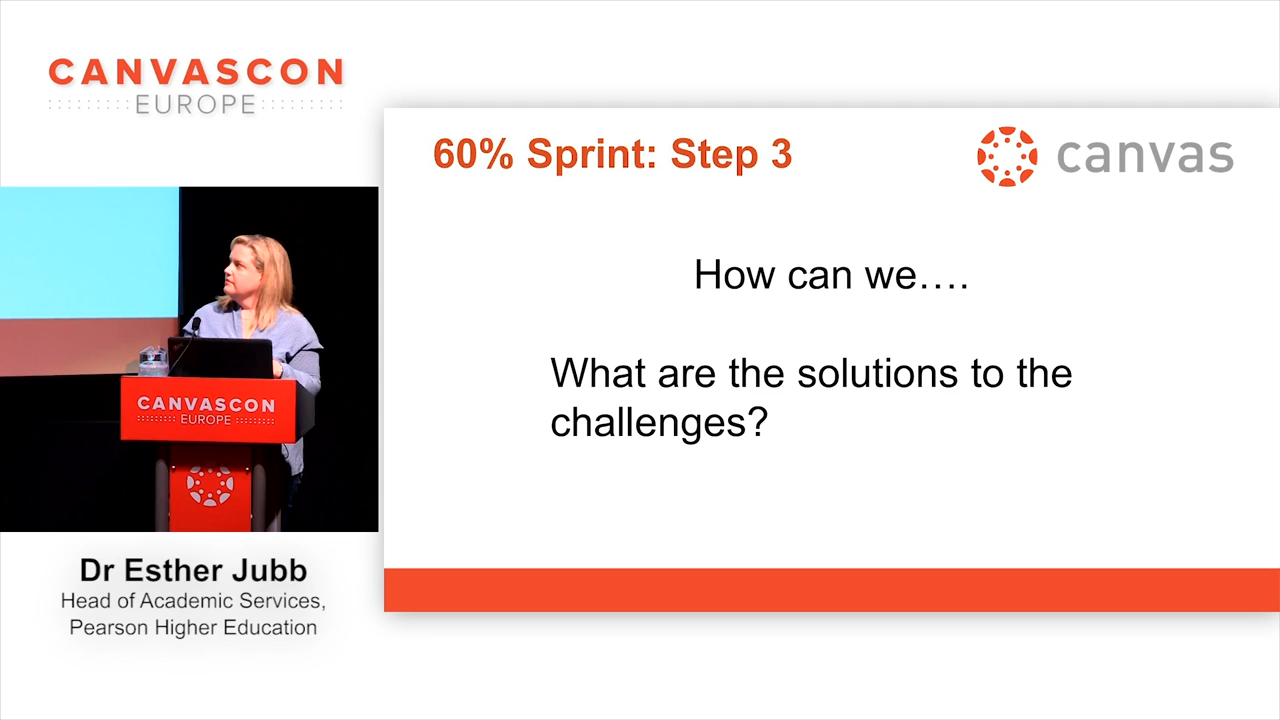 CANVASCON
EUROPE
60% Sprint: Step 3
canvas
How can we....
What are the solutions to the
challenges?
CANVASCON
EUROPE
Dr Esther Jubb
Head of Academic Services,
Pearson Higher Education